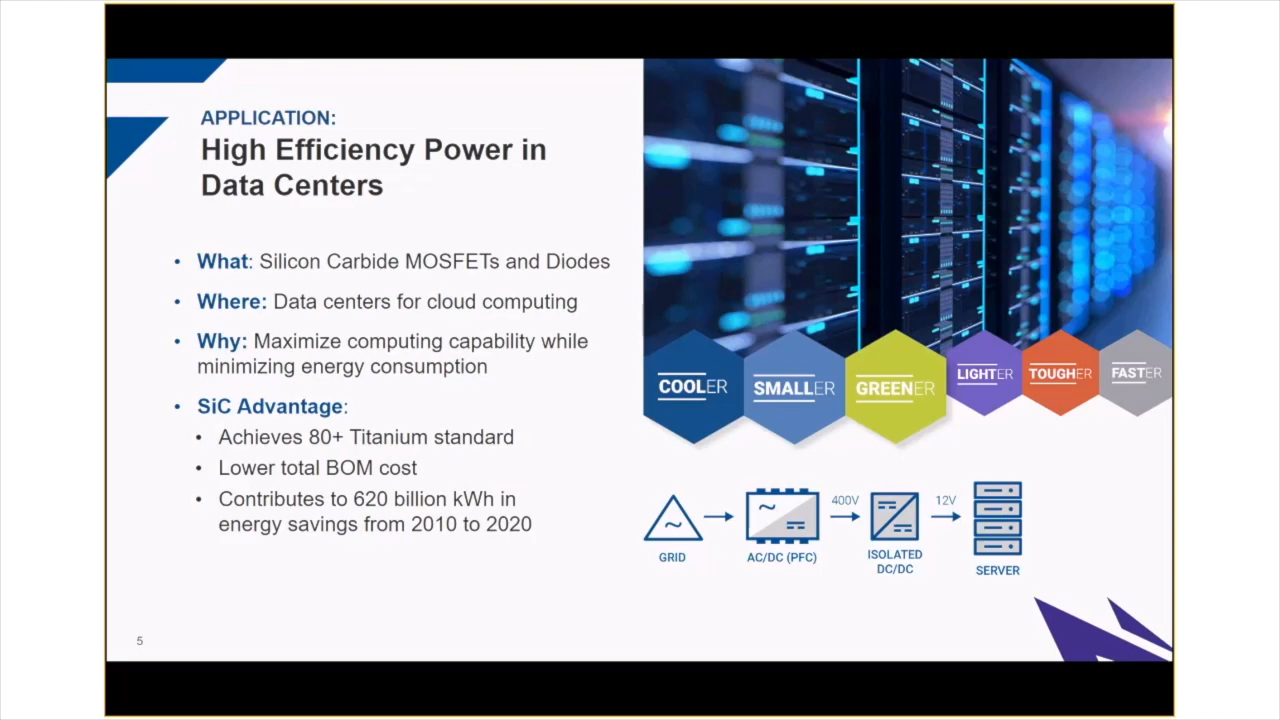 APPLICATION:
High Efficiency Power in
Data Centers
• What: Silicon Carbide MOSFETs and Diodes
• Where: Data centers for cloud computing
• Why: Maximize computing capability while
minimizing energy consumption
• SiC Advantage:
• Achieves 80+ Titanium standard
• Lower total BOM cost
• Contributes to 620 billion kWh in
energy savings from 2010 to 2020
COOLER
SMALLER
GREENER
LIGHTER
TOUGHER
FASTER
400V
12V
GRID
AC/DC (PFC)
ISOLATED
DC/DC
SERVER
5